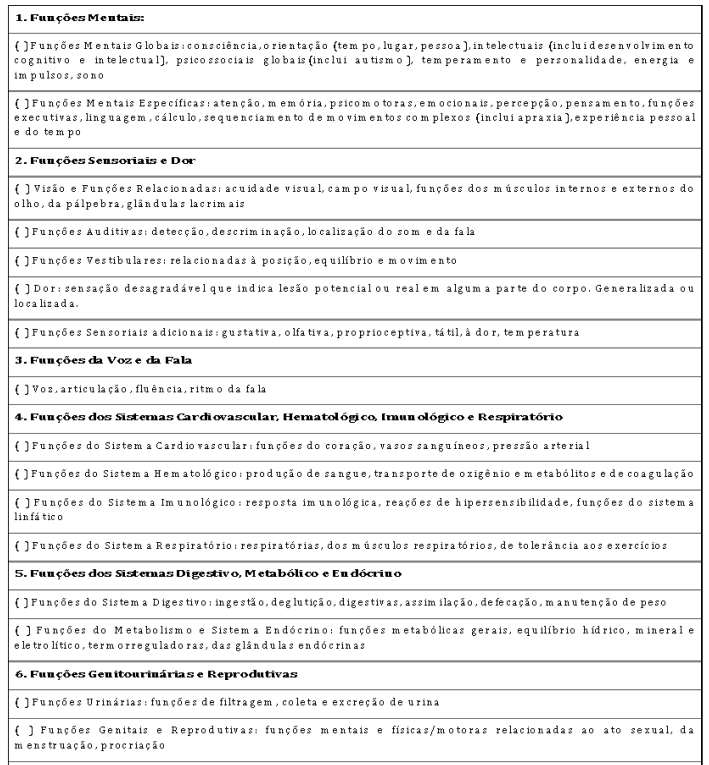 1. Funções Mentais:
{ ] Funções Mentais Globais: consciência, orientação {tempo, lugar, pessoa ], intelectuais {inclui desenvolvimento
cognitivo e intelectual], psicossociais globais {inclui autismo ], temperamento e personalidade, energia e
impulsos, sono
{ ] Funções Mentais Específicas: atenção, memória, psicomotoras, emocionais, percepção, pensamento, funções
executivas, linguagem, cálculo, sequenciamento de movimentos complexos {inclui apraxia ], experiência pessoal
e do tempo
2. Funções Sensoriais e Dor
{ ] Visão e Funções Relacionadas: acuidade visual, campo visual, funções dos músculos internos e externos do
olho, da pálpebra, glândulas lacrimais
{ ] Funções Auditivas: detecção, descriminação, localização do som e da fala
{ ] Funções Vestibulares: relacionadas à posição, equilíbrio e movimento
{ ] Dor: sensação desagradável que indica lesão potencial ou real em alguma parte do corpo. Generalizada ou
localizada.
{ ] Funções Sensoriais adicionais: gustativa, olfativa, proprioceptiva, tátil, à dor, temperatura
3. Funções da Voz e da Fala
{ ] Voz, articulação, fluência, ritmo da fala
4. Funções dos Sistemas Cardiovascular, Hematológico, Imunológico e Respiratório
{ ] Funções do Sistema Cardiovascular: funções do coração, vasos sanguíneos, pressão arterial
{ ] Funções do Sistema Hematológico: produção de sangue, transporte de oxigênio e metabólitos e de coagulação
{ ] Funções do Sistema Imunológico: resposta imunológica, reações de hipersensibilidade, funções do sistema
linfático
{ ] Funções do Sistema Respiratório: respiratórias, dos músculos respiratórios, de tolerância aos exercícios
5. Funções dos Sistemas Digestivo, Metabólico e Endócrino
{ ] Funções do Sistema Digestivo: ingestão, deglutição, digestivas, assimilação, defecação, manutenção de peso
{ ] Funções do Metabolismo e Sistema Endócrino: funções metabólicas gerais, equilíbrio hídrico, mineral e
eletrolítico, termorreguladoras, das glândulas endócrinas
6. Funções Genitourinárias e Reprodutivas
{ ] Funções Urinárias: funções de filtragem, coleta e excreção de urina
{ ] Funções Genitais e Reprodutivas: funções mentais e físicas/motoras relacionadas ao ato sexual, da
menstruação, procriação